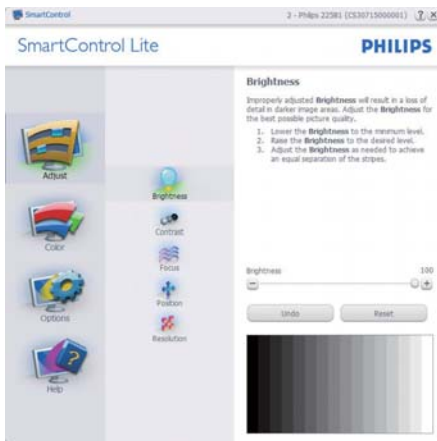 SmartControl
2 - Philips 225B1 (CS30715000001)
SmartControl Lite
PHILIPS
Adjust
Color
Options
Help
Brightness
Contrast
Focus
Position
Resolution
Brightness
Improperly adjusted Brightness will result in a loss of
detail in darker image areas. Adjust the Brightness for
the best possible picture quality.
1. Lower the Brightness to the minimum level.
2. Raise the Brightness to the desired level.
3. Adjust the Brightness as needed to achieve
an equal separation of the stripes.
Brightness 100
Undo Reset